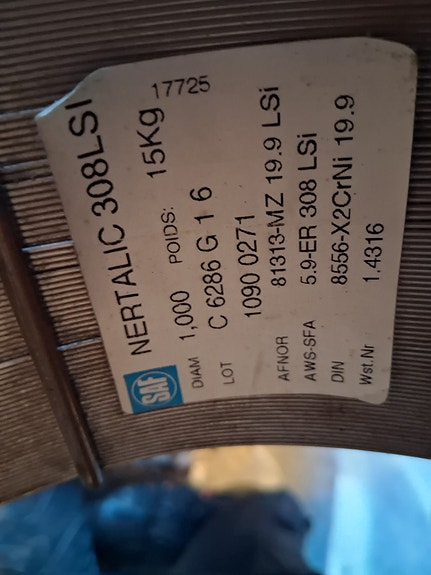 SAF NERTALIC 308LSI
DIAM 1,000 POIDS: 15Kg 17725
LOT C 6286 G 1 6
1090 0271
AFNOR 81313-MZ 19.9 LSi
AWS-SFA 5.9-ER 308 LSi
DIN 8556-X2CrNi 19.9
Wst.Nr 1.4316